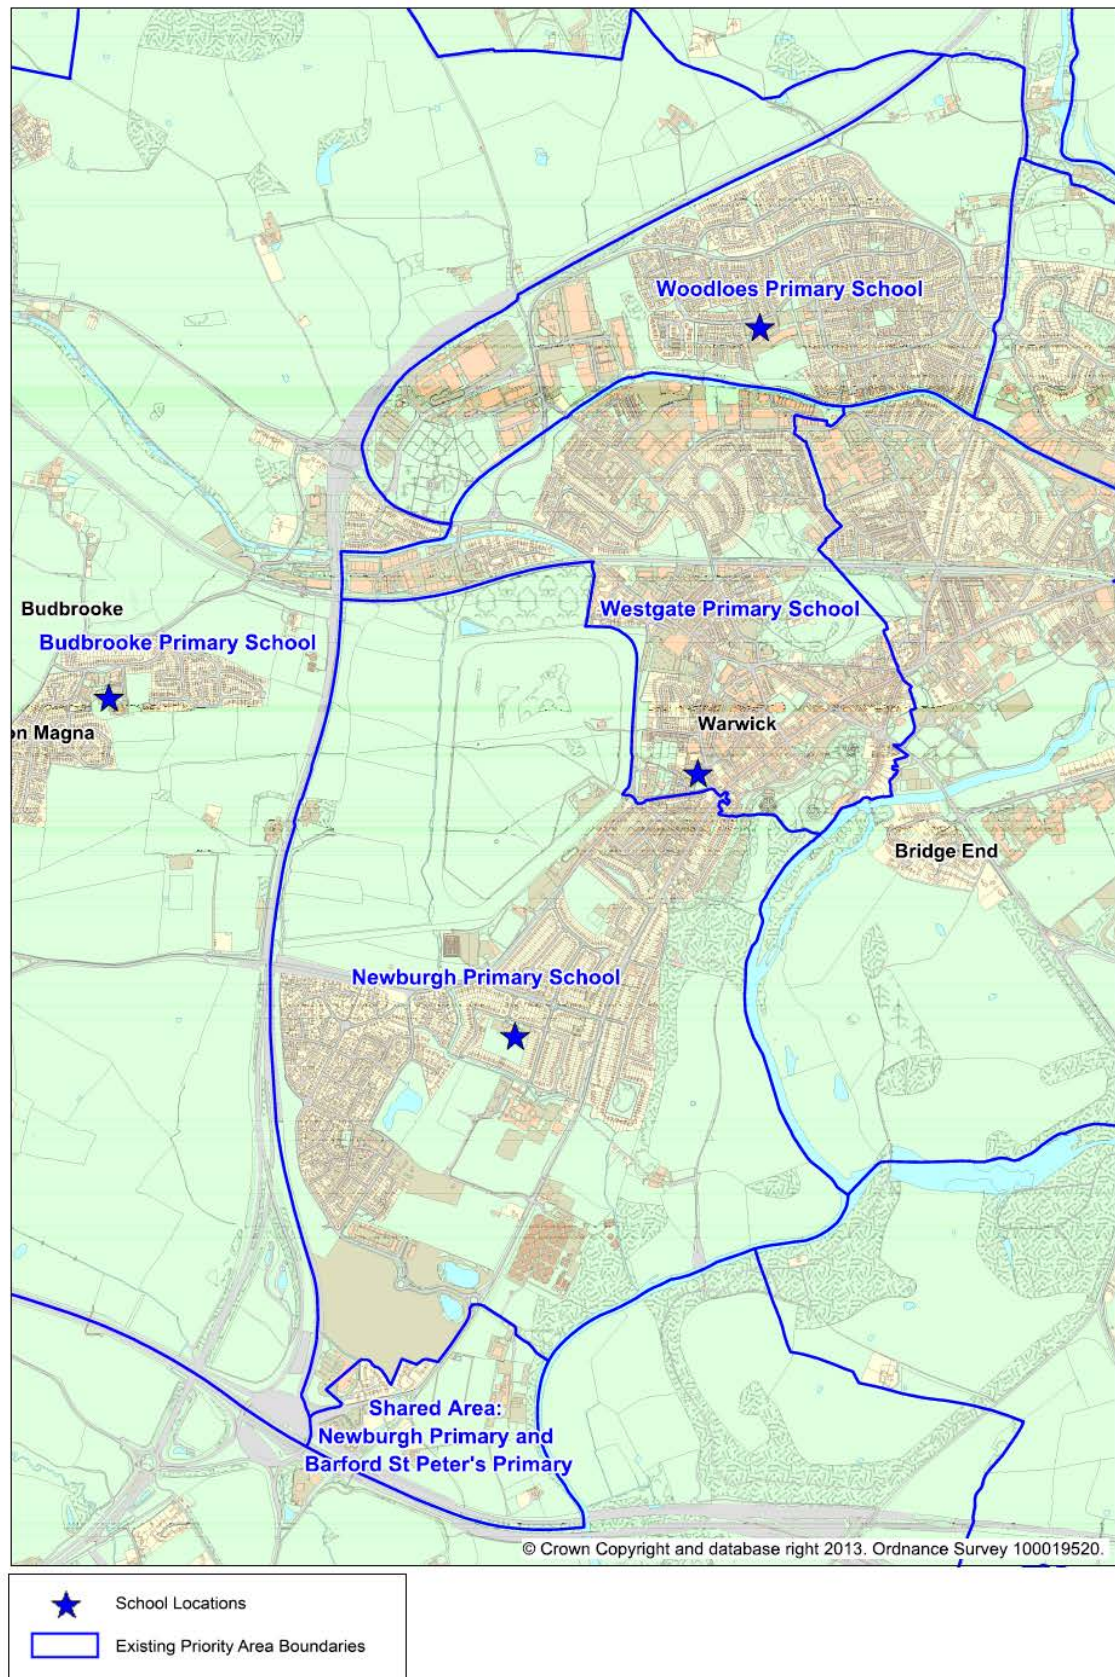 Woodloes Primary School
Budbrooke
Westgate Primary School
Budbrooke Primary School
Warwick
on Magna
Bridge End
Newburgh Primary School
Shared Area:
Newburgh Primary and
Barford St Peter's Primary
© Crown Copyright and database right 2013. Ordnance Survey 100019520.
School Locations
Existing Priority Area Boundaries